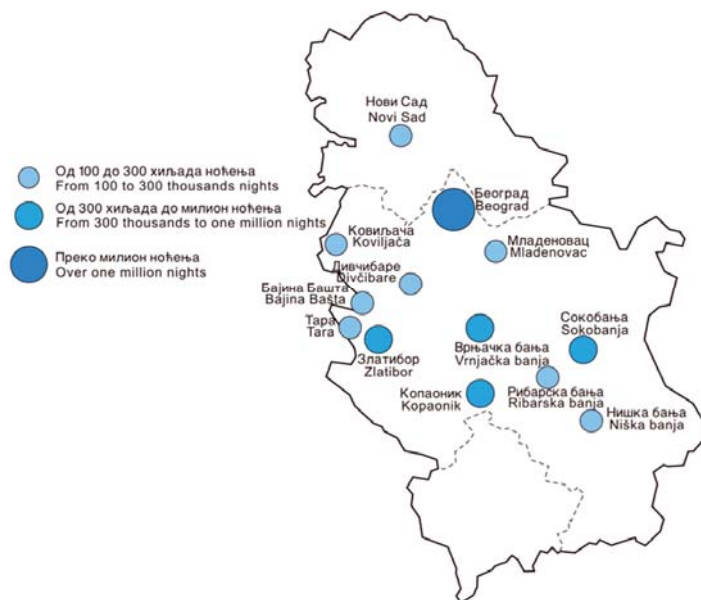 Нови Сад
Novi Sad
Од 100 до 300 хиљада ноћења
From 100 to 300 thousands nights
Од 300 хиљада до милион ноћења
From 300 thousands to one million nights
Преко милион ноћења
Over one million nights
Београд
Beograd
Ковиљача
Koviljača
Младеновац
Mladenovac
Дивчибаре
Divčibare
Бајина Башта
Bajina Bašta
Тара
Tara
Златибор
Zlatibor
Врњачка бања
Vrnjačka banja
Сокобања
Sokobanja
Копаоник
Kopaonik
Рибарска бања
Ribarska banja
Нишка бања
Niška banja